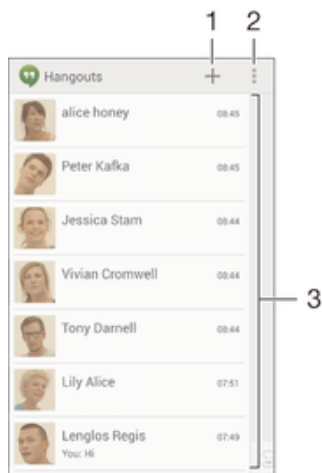 1 2
Hangouts
alice honey 08:45
Peter Kafka 08:45
Jessica Stam 08:44
3
Vivian Cromwell 08:44
Tony Darnell 08:44
Lily Alice 07:51
Lenglos Regis 07:49
You: Hi